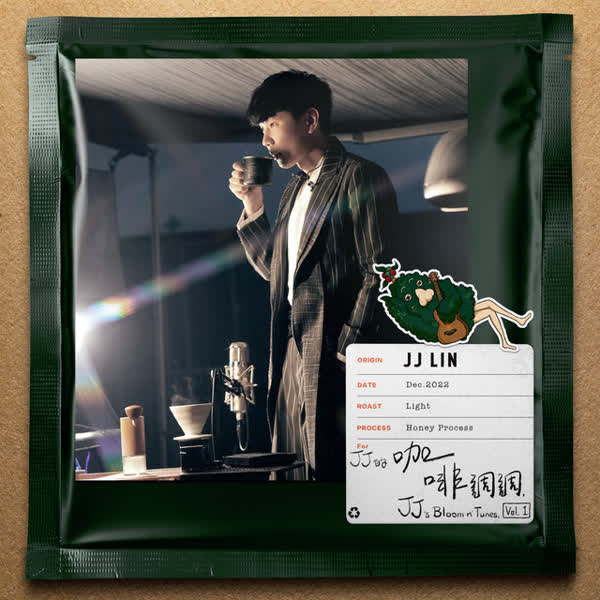 ORIGIN JJ LIN
DATE Dec.2022
ROAST Light
PROCESS Honey Process
For
JJ的 咖
啡調調.
JJ's Bloom n Tunes. Vol. 1